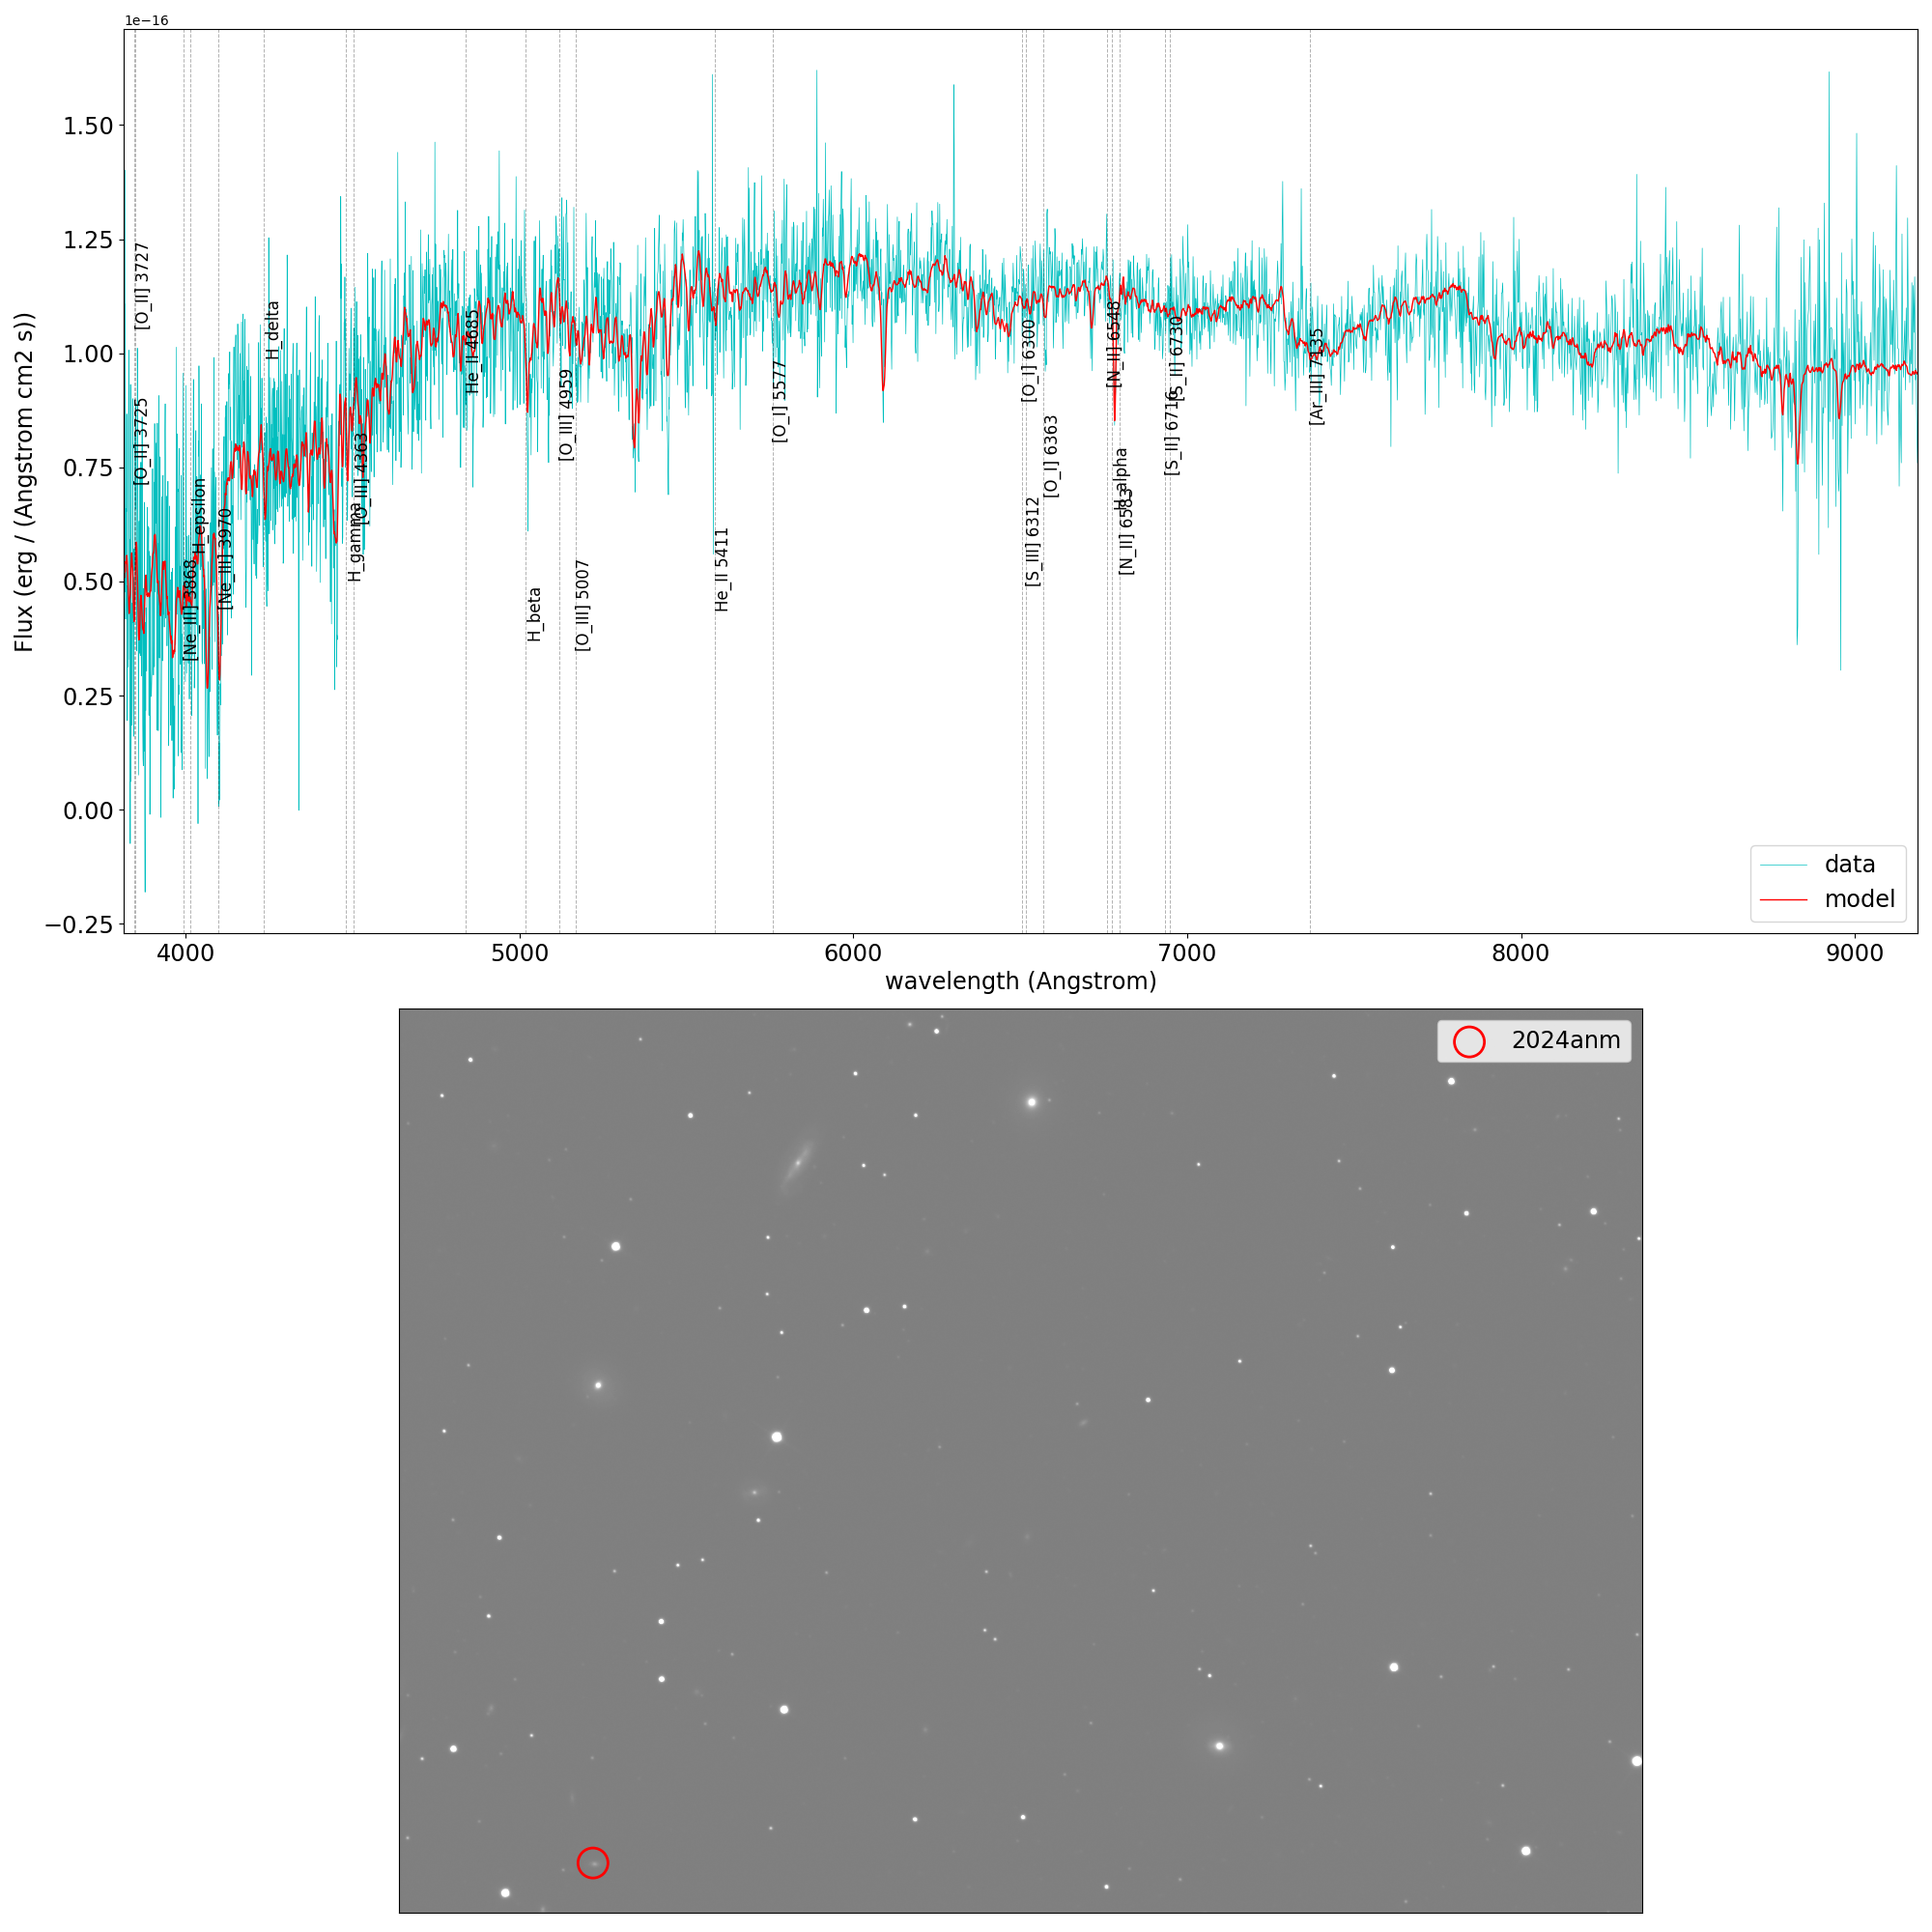 1e−16
1.50
1.25
1.00
0.75
0.50
0.25
0.00
−0.25
Flux (erg / (Angstrom cm2 s))
[O_II] 3727
[O_II] 3725
[Ne_III] 3868
H_epsilon
[Ne_III] 3970
H_delta
H_gamma
[O_III] 4363
He_II 4685
H_beta
[O_III] 4959
[O_III] 5007
He_II 5411
[O_I] 5577
[O_I] 6300
[S_III] 6312
[O_I] 6363
[N_II] 6548
H_alpha
[N_II] 6583
[S_II] 6716
[S_II] 6730
[Ar_III] 7135
data
model
4000 5000 6000 7000 8000 9000
wavelength (Angstrom)
2024anm